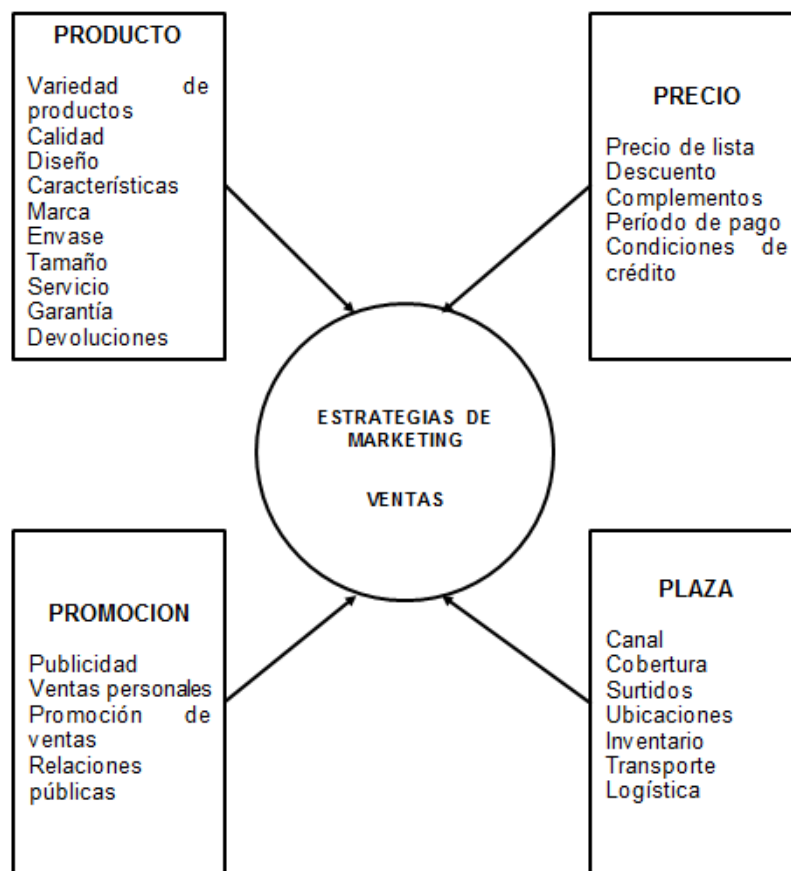 PRODUCTO
Variedad de
productos
Calidad
Diseño
Características
Marca
Envase
Tamaño
Servicio
Garantía
Devoluciones
PRECIO
Precio de lista
Descuento
Complementos
Período de pago
Condiciones de
crédito
ESTRATEGIAS DE
MARKETING
VENTAS
PROMOCION
Publicidad
Ventas personales
Promoción de
ventas
Relaciones
públicas
PLAZA
Canal
Cobertura
Surtidos
Ubicaciones
Inventario
Transporte
Logística